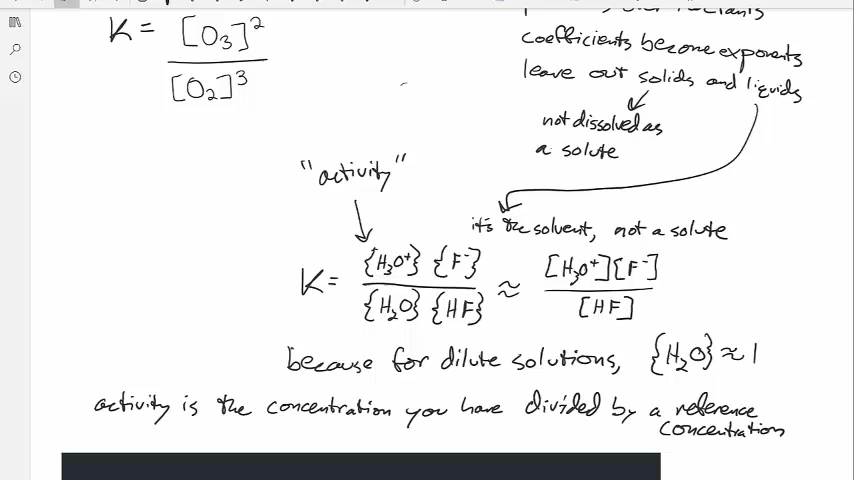 K = [O3]^2 / [O2]^3
reactants
coefficients become exponents
leave out solids and liquids
not dissolved as
a solute
"activity"
it's the solvent, not a solute
K = {H3O+} {F-} / {H2O} {HF} ≈ [H3O+][F-] / [HF]
because for dilute solutions, {H2O} ≈ 1
activity is the concentration you have divided by a reference
concentration